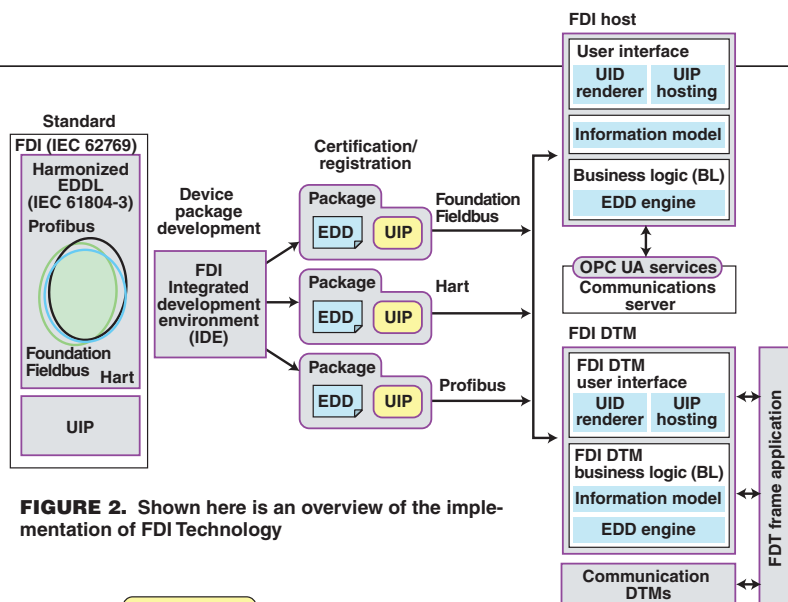 Standard
FDI (IEC 62769)
Harmonized
EDDL
(IEC 61804-3)
Profibus
Foundation
Fieldbus
Hart
UIP
Device
package
development
FDI
Integrated
development
environment
(IDE)
Certification/
registration
Package
EDD
UIP
Foundation
Fieldbus
Package
EDD
UIP
Hart
Package
EDD
UIP
Profibus
FDI host
User interface
UID
renderer
UIP
hosting
Information model
Business logic (BL)
EDD engine
OPC UA services
Communications
server
FDI DTM
FDI DTM
user interface
UID
renderer
UIP
hosting
FDI DTM
business logic (BL)
Information model
EDD engine
Communication
DTMs
FDT frame application
FIGURE 2. Shown here is an overview of the imple-
mentation of FDI Technology